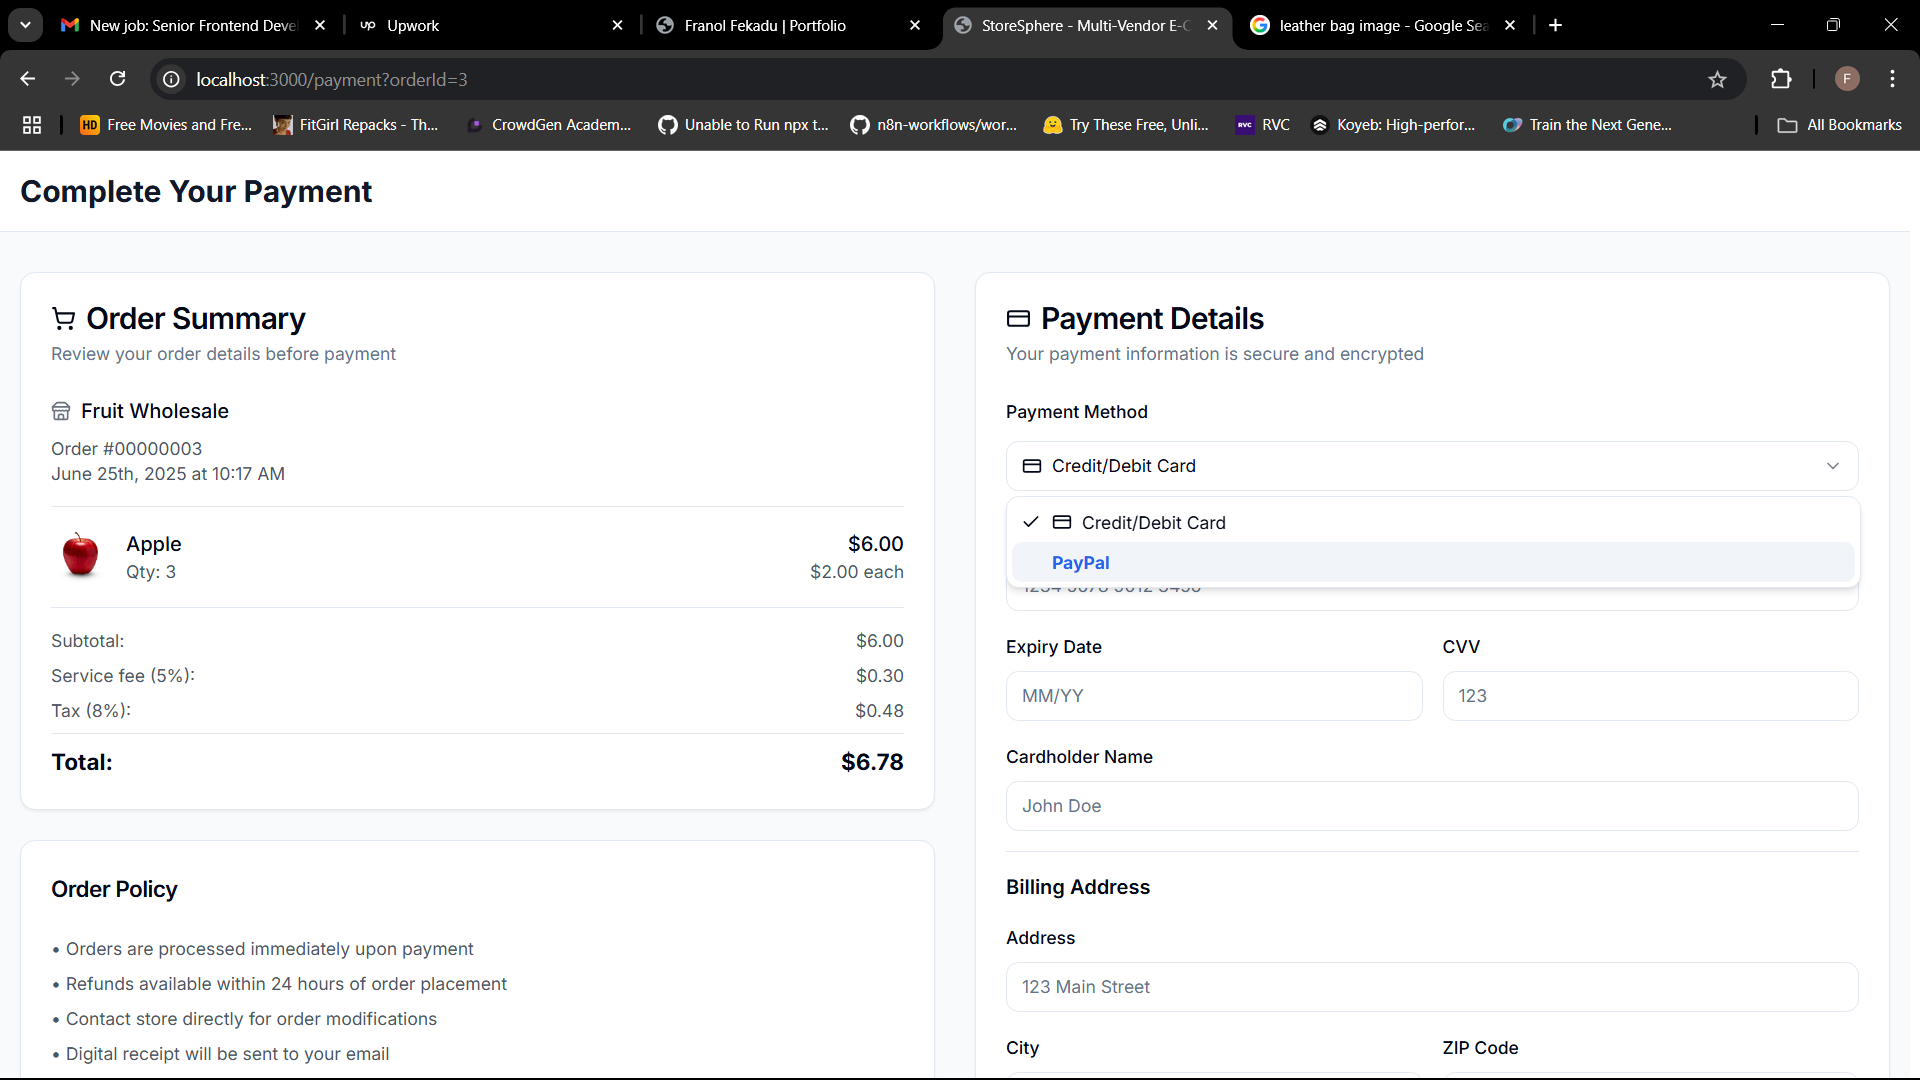 New job: Senior Frontend Deve
Upwork
Franol Fekadu | Portfolio
StoreSphere - Multi-Vendor E-C
leather bag image - Google Sea
localhost:3000/payment?orderId=3
F
HD Free Movies and Fre...
FitGirl Repacks - Th...
CrowdGen Academ...
Unable to Run npx t...
n8n-workflows/wor...
Try These Free, Unli...
RVC RVC
Koyeb: High-perfor...
Train the Next Gene...
All Bookmarks
Complete Your Payment
Order Summary
Review your order details before payment
Fruit Wholesale
Order #00000003
June 25th, 2025 at 10:17 AM
Apple $6.00
Qty: 3 $2.00 each
Subtotal: $6.00
Service fee (5%): $0.30
Tax (8%): $0.48
Total: $6.78
Order Policy
• Orders are processed immediately upon payment
• Refunds available within 24 hours of order placement
• Contact store directly for order modifications
• Digital receipt will be sent to your email
Payment Details
Your payment information is secure and encrypted
Payment Method
Credit/Debit Card
Credit/Debit Card
PayPal
Expiry Date CVV
MM/YY 123
Cardholder Name
John Doe
Billing Address
Address
123 Main Street
City ZIP Code